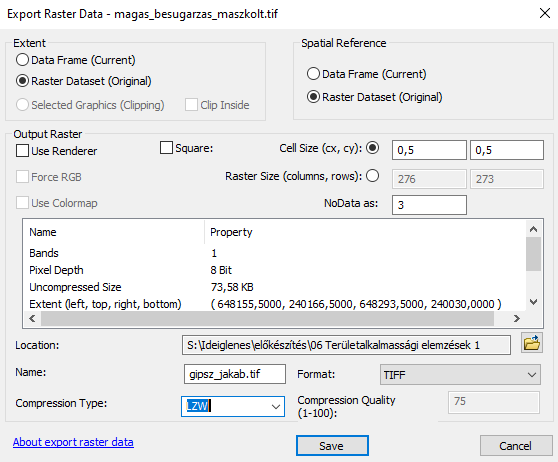 Export Raster Data - magas_besugarzas_maszkolt.tif
Extent
Data Frame (Current)
Raster Dataset (Original)
Selected Graphics (Clipping)
Clip Inside
Spatial Reference
Data Frame (Current)
Raster Dataset (Original)
Output Raster
Use Renderer
Square:
Cell Size (cx, cy):
0,5
0,5
Force RGB
Raster Size (columns, rows):
276
273
Use Colormap
NoData as:
3
Name
Property
Bands
1
Pixel Depth
8 Bit
Uncompressed Size
73,58 KB
Extent (left, top, right, bottom)
( 648155,5000, 240166,5000, 648293,5000, 240030,0000 )
Location:
S:\Ideiglenes\előkészítés\06 Területalkalmassági elemzések 1
Name:
gipsz_jakab.tif
Format:
TIFF
Compression Type:
LZW
Compression Quality
(1-100):
75
About export raster data
Save
Cancel